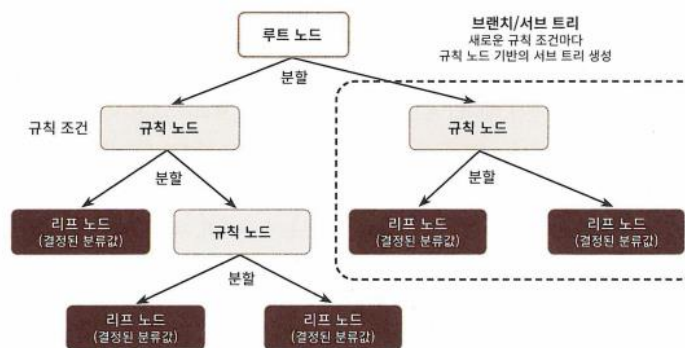 루트 노드
브랜치/서브 트리
새로운 규칙 조건마다
규칙 노드 기반의 서브 트리 생성
분할
규칙 조건
규칙 노드
규칙 노드
분할
분할
리프 노드
(결정된 분류값)
규칙 노드
리프 노드
(결정된 분류값)
리프 노드
(결정된 분류값)
분할
리프 노드
(결정된 분류값)
리프 노드
(결정된 분류값)